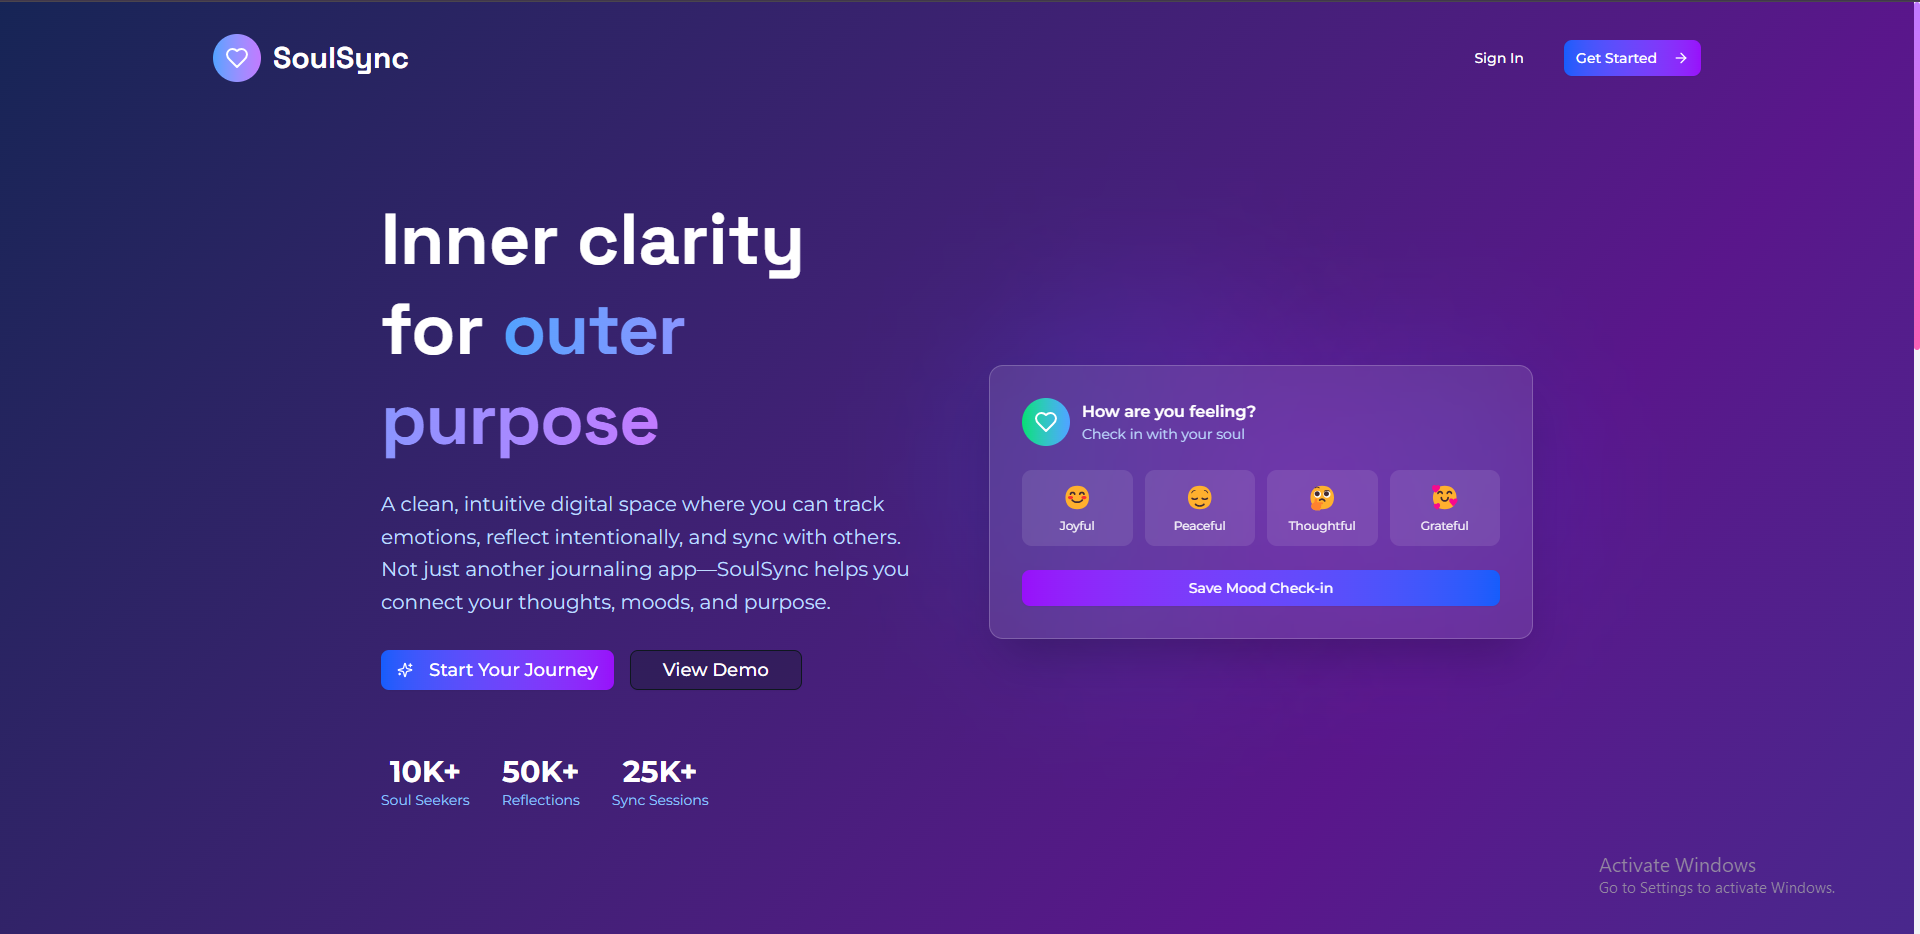 SoulSync
Sign In
Get Started
Inner clarity
for outer
purpose
A clean, intuitive digital space where you can track
emotions, reflect intentionally, and sync with others.
Not just another journaling app—SoulSync helps you
connect your thoughts, moods, and purpose.
Start Your Journey
View Demo
10K+
Soul Seekers
50K+
Reflections
25K+
Sync Sessions
How are you feeling?
Check in with your soul
Joyful
Peaceful
Thoughtful
Grateful
Save Mood Check-in
Activate Windows
Go to Settings to activate Windows.